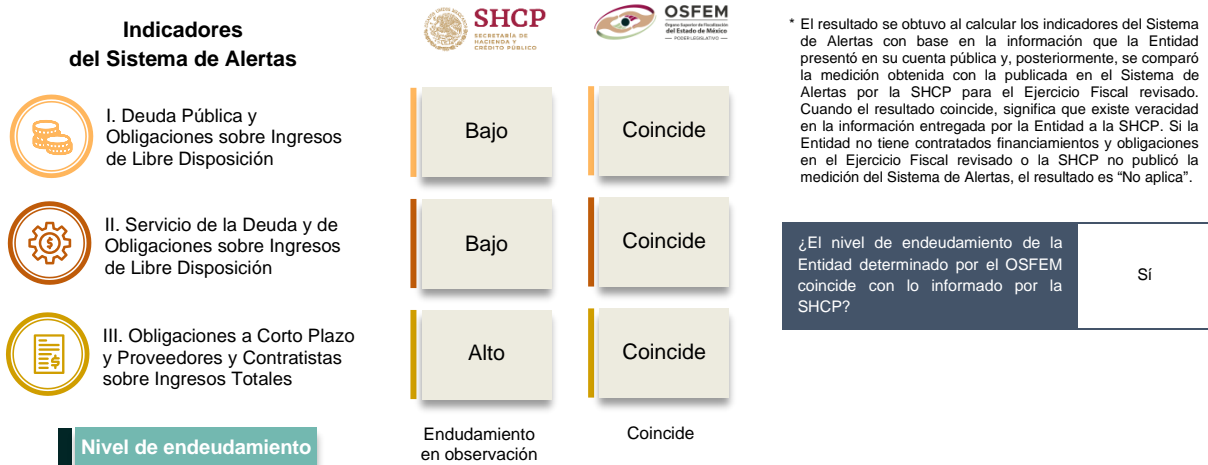 Indicadores
del Sistema de Alertas
SHCP
SECRETARÍA DE
HACIENDA Y
CRÉDITO PÚBLICO
OSFEM
Órgano Superior de Fiscalización
del Estado de México
PODER LEGISLATIVO
I. Deuda Pública y
Obligaciones sobre Ingresos
de Libre Disposición
Bajo
Coincide
II. Servicio de la Deuda y de
Obligaciones sobre Ingresos
de Libre Disposición
Bajo
Coincide
III. Obligaciones a Corto Plazo
y Proveedores y Contratistas
sobre Ingresos Totales
Alto
Coincide
Nivel de endeudamiento
Endudamiento
en observación
Coincide
* El resultado se obtuvo al calcular los indicadores del Sistema
de Alertas con base en la información que la Entidad
presentó en su cuenta pública y, posteriormente, se comparó
la medición obtenida con la publicada en el Sistema de
Alertas por la SHCP para el Ejercicio Fiscal revisado.
Cuando el resultado coincide, significa que existe veracidad
en la información entregada por la Entidad a la SHCP. Si la
Entidad no tiene contratados financiamientos y obligaciones
en el Ejercicio Fiscal revisado o la SHCP no publicó la
medición del Sistema de Alertas, el resultado es “No aplica”.
¿El nivel de endeudamiento de la
Entidad determinado por el OSFEM
coincide con lo informado por la
SHCP?
Sí